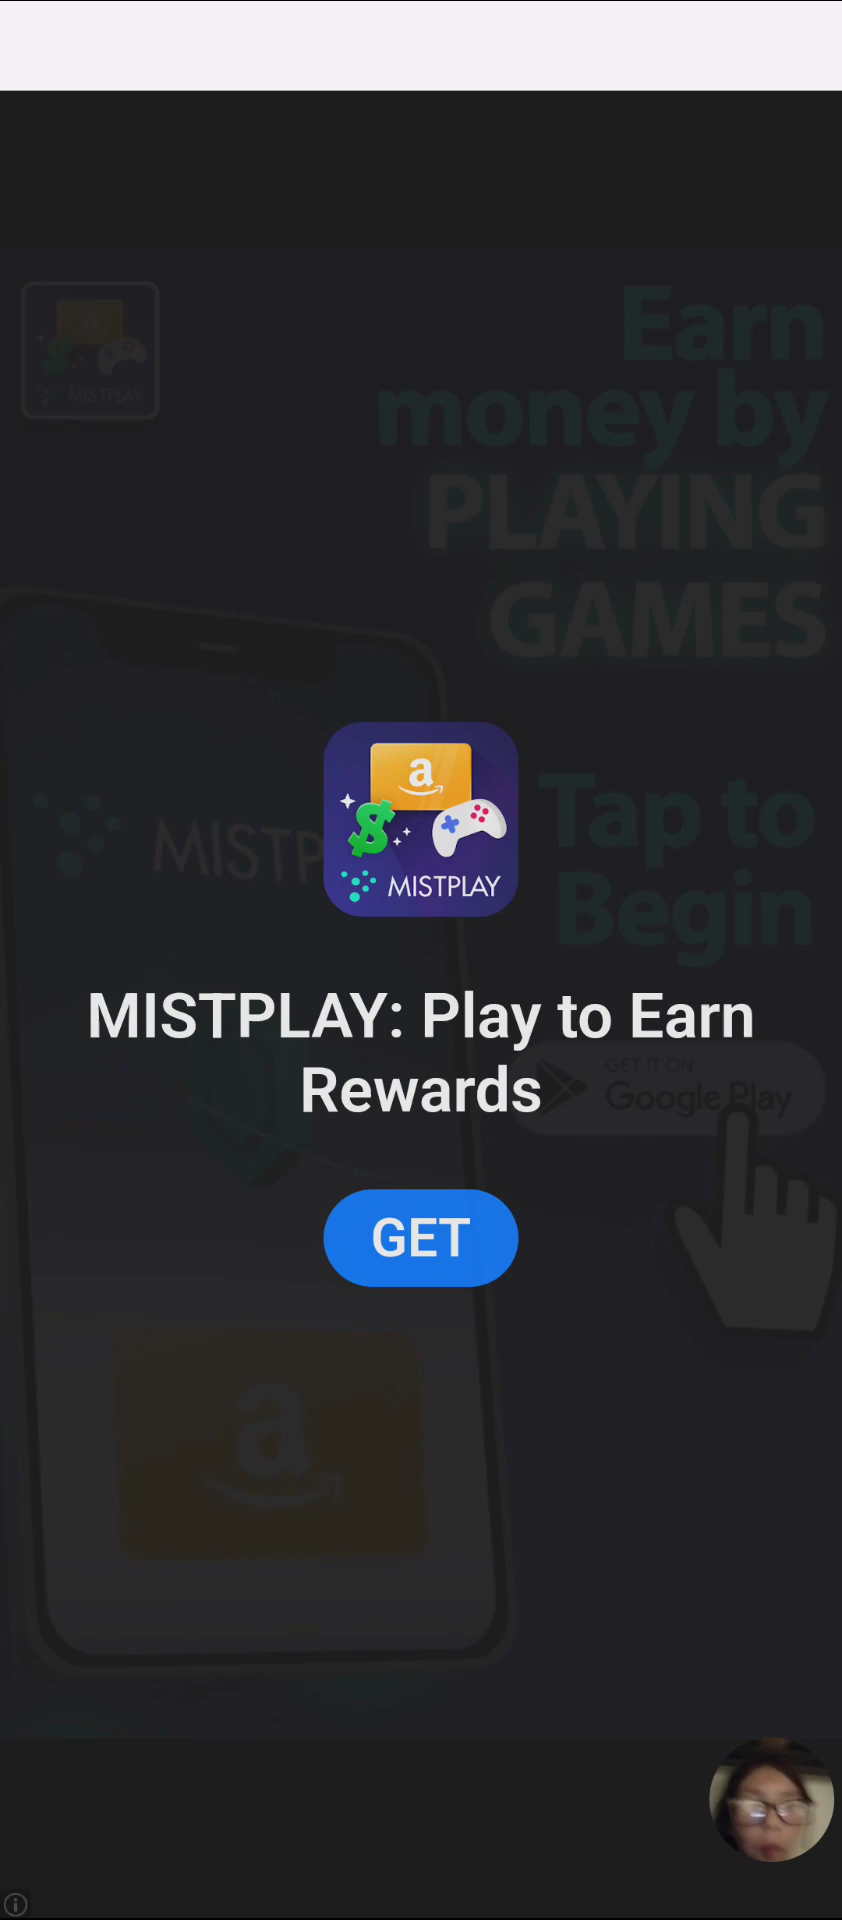 MISTPLAY
Earn
money by
PLAYING
GAMES
MISTP
a
MISTPLAY
Tap to
Begin
MISTPLAY: Play to Earn
Rewards
GET IT ON
Google Play
GET
a